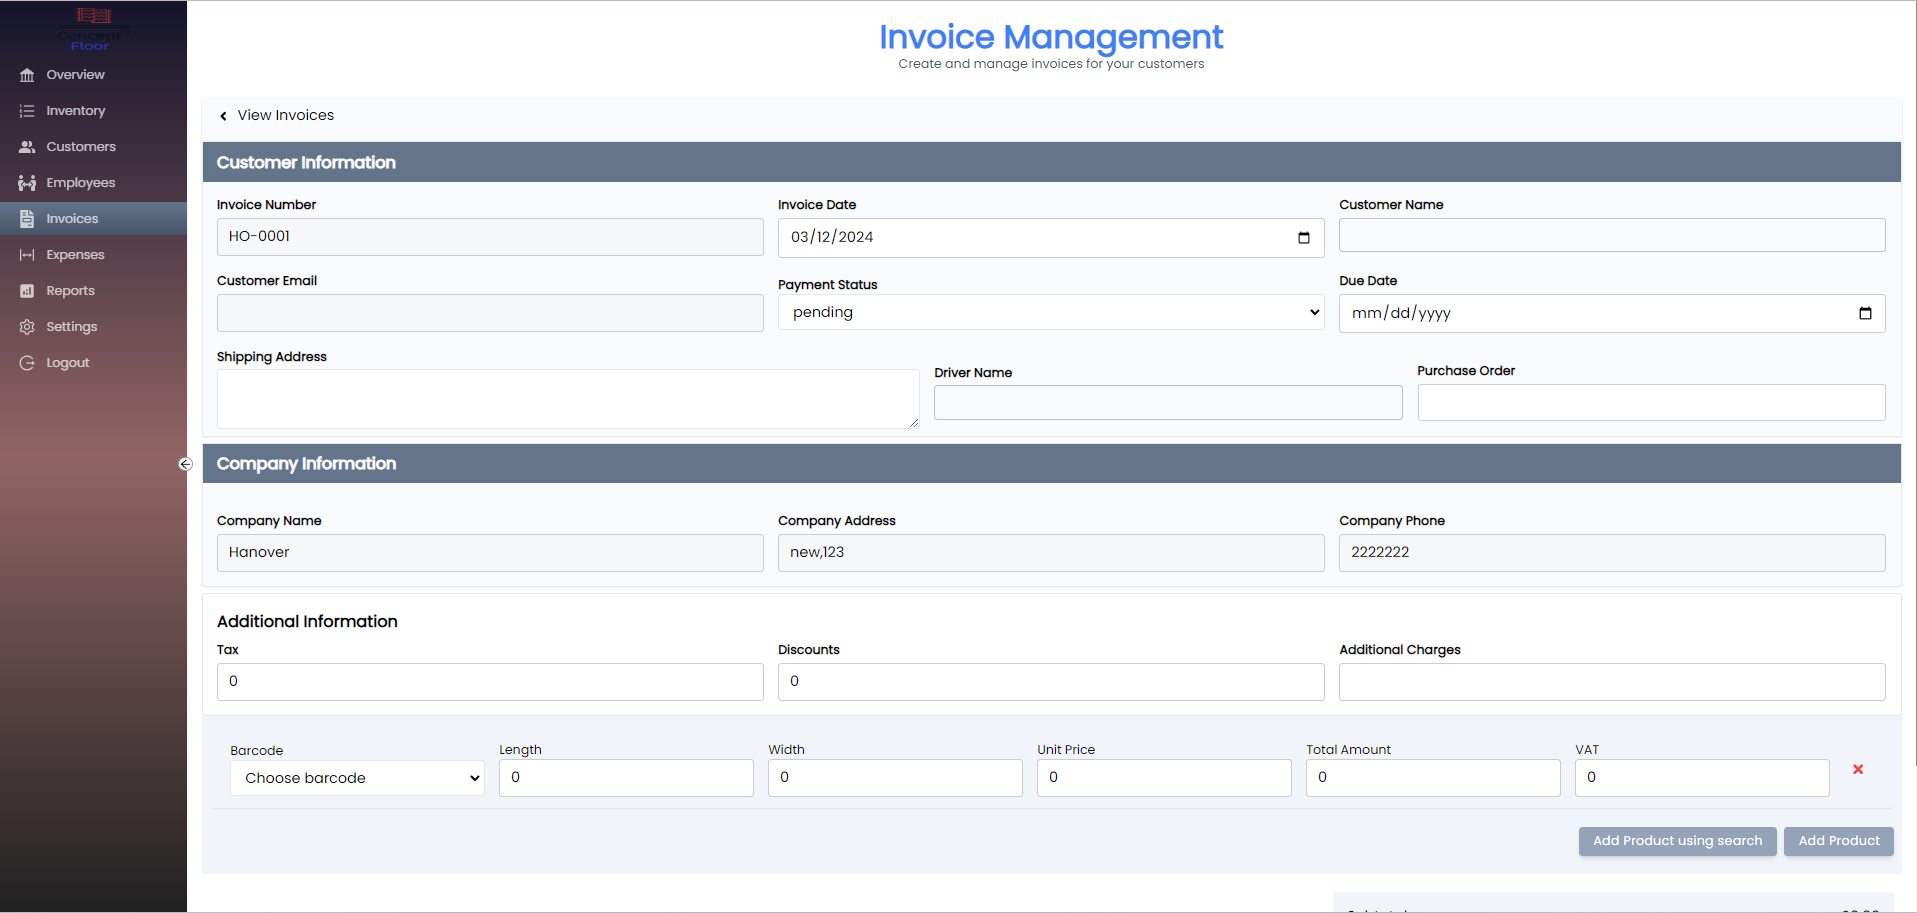 Concept
Floor
Overview
Inventory
Customers
Employees
Invoices
Expenses
Reports
Settings
Logout
Invoice Management
Create and manage invoices for your customers
View Invoices
Customer Information
Invoice Number Invoice Date Customer Name
HO-0001 03/12/2024
Customer Email Payment Status Due Date
pending mm/dd/yyyy
Shipping Address Driver Name Purchase Order
Company Information
Company Name Company Address Company Phone
Hanover new,123 2222222
Additional Information
Tax Discounts Additional Charges
0 0
Barcode Length Width Unit Price Total Amount VAT
Choose barcode 0 0 0 0 0
Add Product using search Add Product